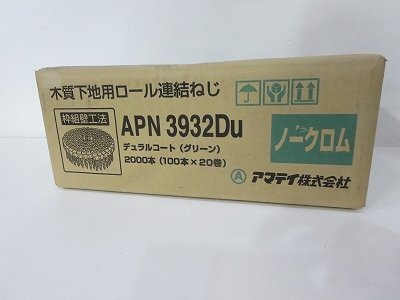 木質下地用ロール連結ねじ
枠組壁工法
APN 3932Du
デュラルコート (グリーン)
2000本 (100本×20巻)
ノークロム
A アマテイ株式会社